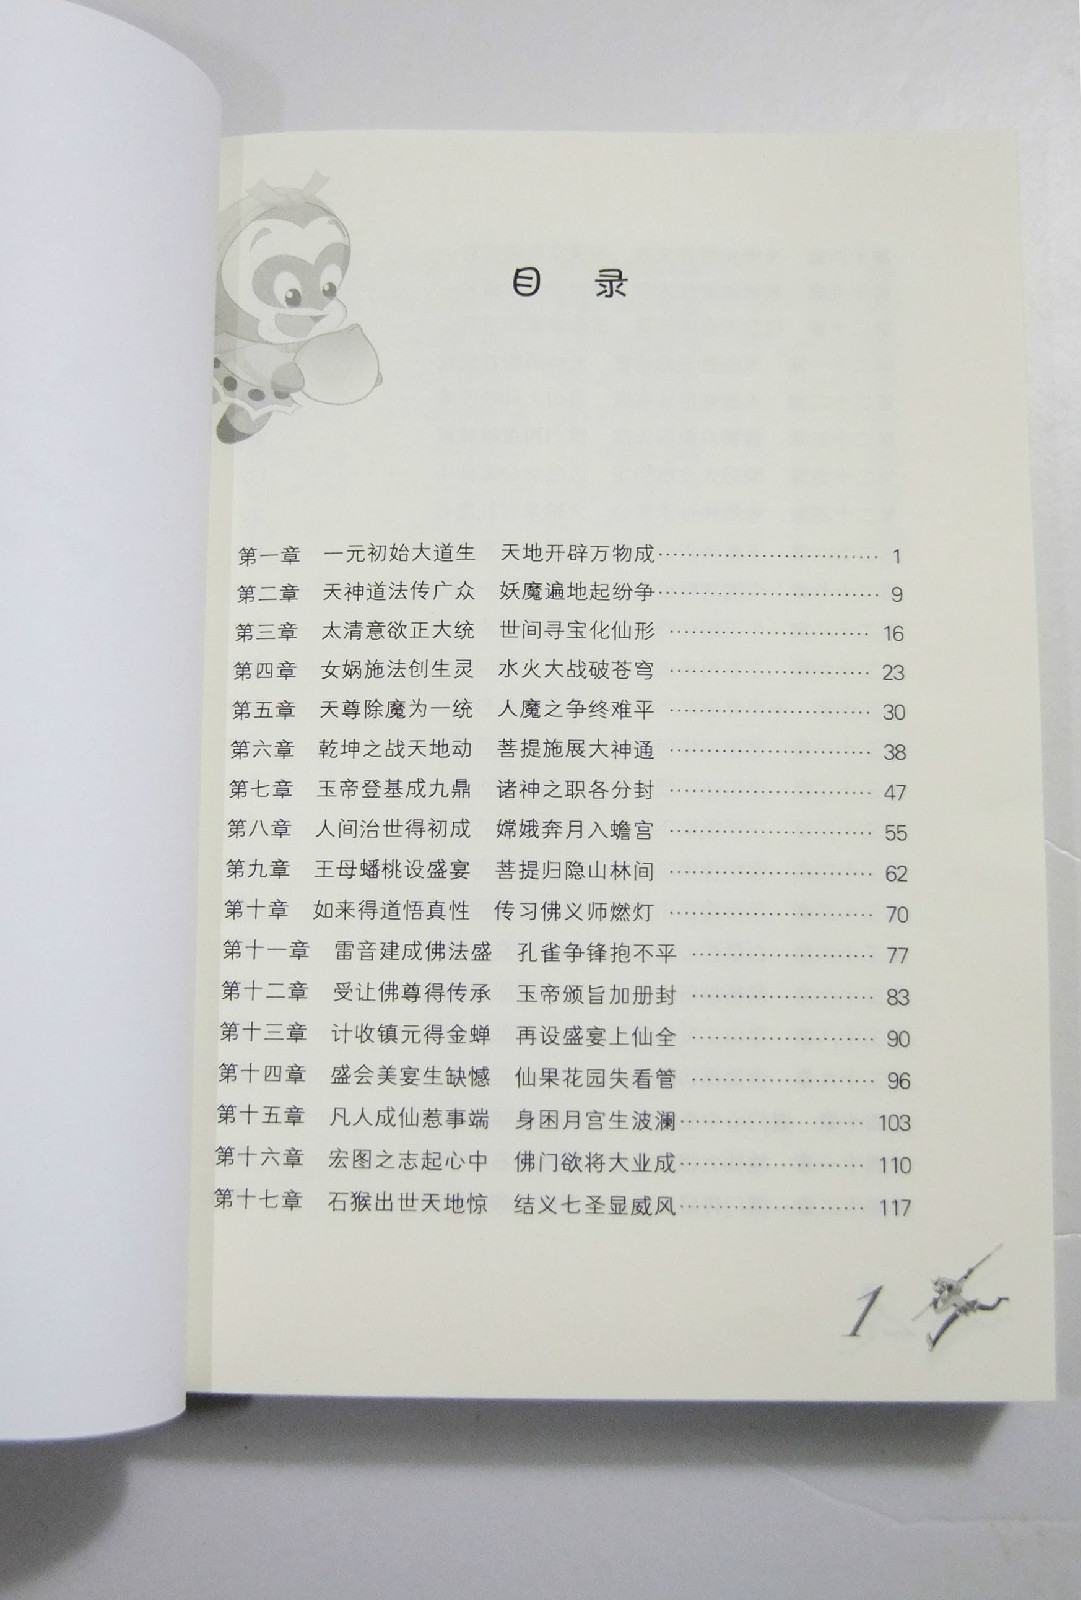 目 录
第一章 一元初始大道生 天地开辟万物成······························ 1
第二章 天神道法传广众 妖魔遍地起纷争······························ 9
第三章 太清意欲正大统 世间寻宝化仙形 ··························· 16
第四章 女娲施法创生灵 水火大战破苍穹 ··························· 23
第五章 天尊除魔为一统 人魔之争终难平 ··························· 30
第六章 乾坤之战天地动 菩提施展大神通 ··························· 38
第七章 玉帝登基成九鼎 诸神之职各分封 ··························· 47
第八章 人间治世得初成 嫦娥奔月入蟾宫 ··························· 55
第九章 王母蟠桃设盛宴 菩提归隐山林间 ··························· 62
第十章 如来得道悟真性 传习佛义师燃灯 ··························· 70
第十一章 雷音建成佛法盛 孔雀争锋抱不平 ························ 77
第十二章 受让佛尊得传承 玉帝颁旨加册封 ························ 83
第十三章 计收镇元得金蝉 再设盛宴上仙全 ························ 90
第十四章 盛会美宴生缺憾 仙果花园失看管 ························ 96
第十五章 凡人成仙惹事端 身困月宫生波澜························· 103
第十六章 宏图之志起心中 佛门欲将大业成························· 110
第十七章 石猴出世天地惊 结义七圣显威风························· 117
1